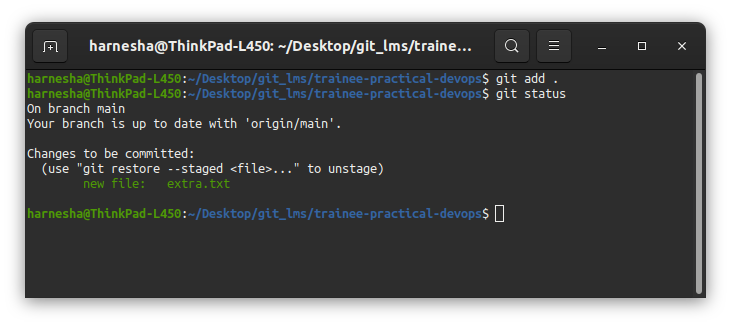 harnesha@ThinkPad-L450: ~/Desktop/git_lms/traine...
harnesha@ThinkPad-L450:~/Desktop/git_lms/trainee-practical-devops$ git add .
harnesha@ThinkPad-L450:~/Desktop/git_lms/trainee-practical-devops$ git status
On branch main
Your branch is up to date with 'origin/main'.
Changes to be committed:
  (use "git restore --staged <file>..." to unstage)
        new file:   extra.txt
harnesha@ThinkPad-L450:~/Desktop/git_lms/trainee-practical-devops$